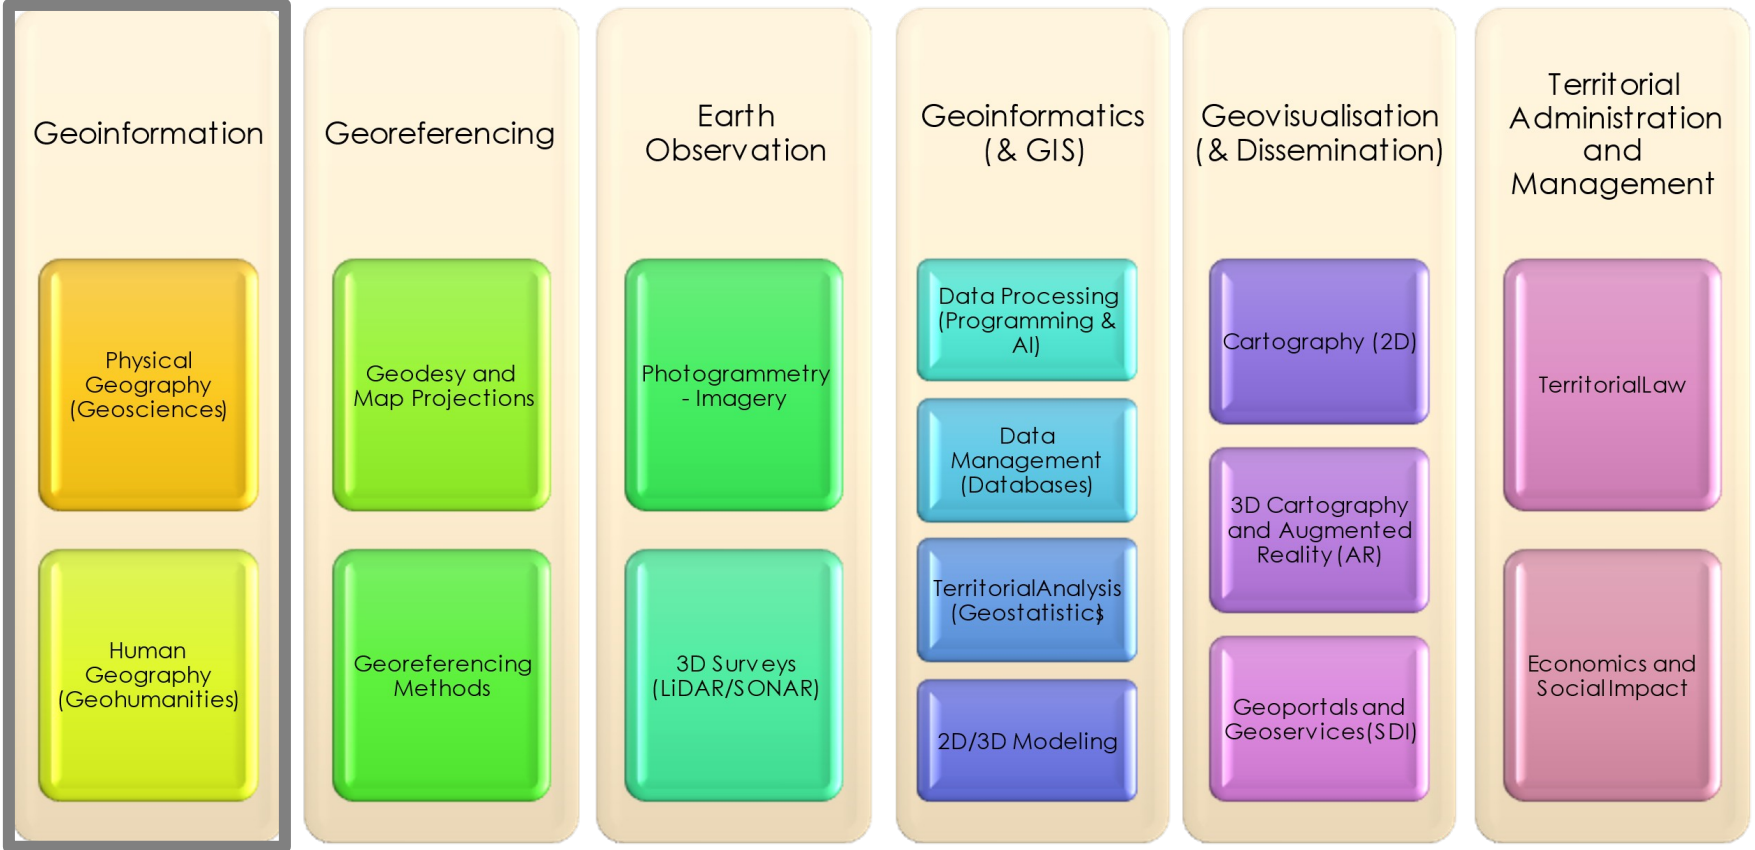 Geoinformation
Physical
Geography
(Geosciences)
Human
Geography
(Geohumanities)
Georeferencing
Geodesy and
Map Projections
Georeferencing
Methods
Earth
Observation
Photogrammetry
- Imagery
3D Surveys
(LiDAR/SONAR)
Geoinformatics
(& GIS)
Data Processing
(Programming &
AI)
Data
Management
(Databases)
TerritorialAnalysis
(Geostatistics)
2D/3D Modeling
Geovisualisation
(& Dissemination)
Cartography (2D)
3D Cartography
and Augmented
Reality (AR)
Geoportals and
Geoservices(SDI)
Territorial
Administration
and
Management
TerritorialLaw
Economics and
Social Impact